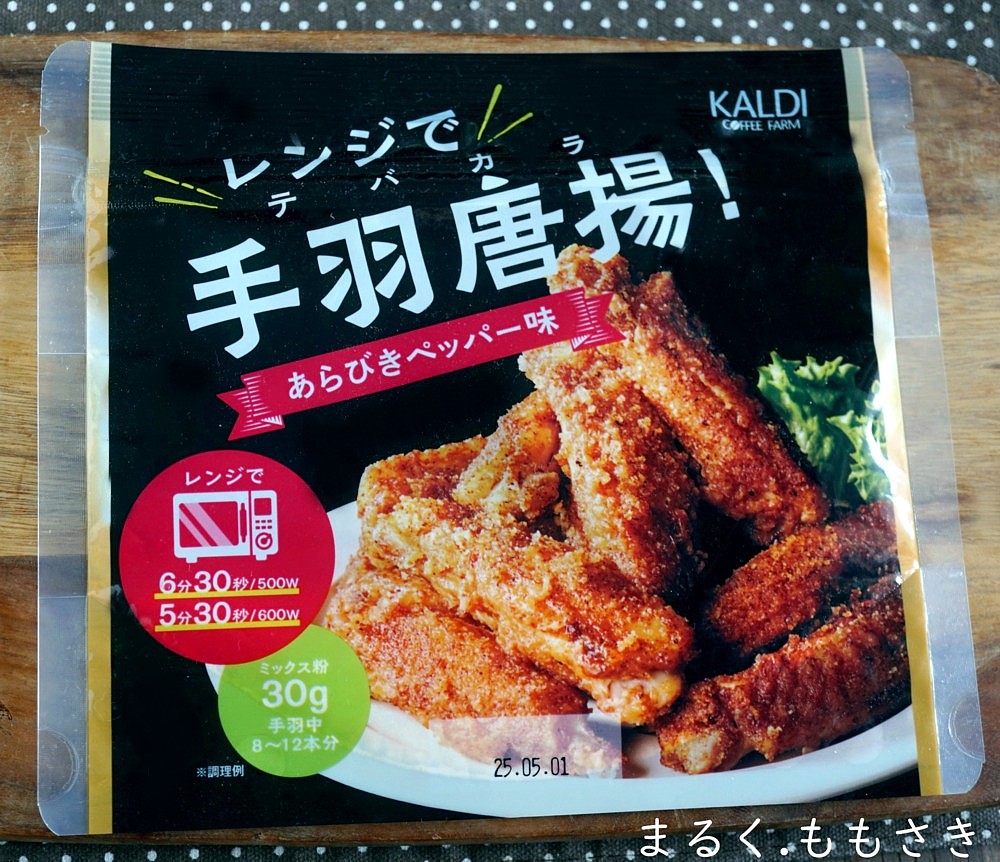 KALDI
COFFEE FARM
レンジで
テバカラ
手羽唐揚!
あらびきペッパー味
レンジで
6分30秒/500W
5分30秒/600W
ミックス粉
30g
手羽中
8〜12本分
※調理例
25.05.01
まるく.ももさき